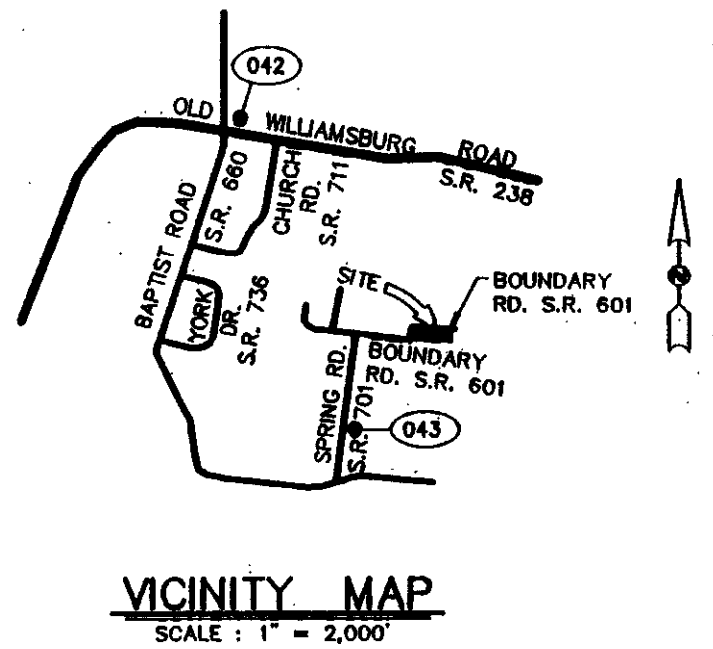 042
OLD WILLIAMSBURG ROAD
S.R. 238
BAPTIST ROAD
S.R. 660
CHURCH
RD.
S.R. 711
YORK
DR.
S.R. 736
SITE
BOUNDARY
RD. S.R. 601
BOUNDARY
RD. S.R. 601
SPRING RD.
S.R. 701
043
N
VICINITY MAP
SCALE : 1" = 2,000'